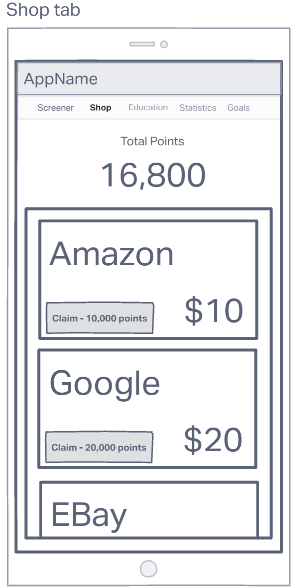 Shop tab
AppName
Screener Shop Education Statistics Goals
Total Points
16,800
Amazon
Claim - 10,000 points $10
Google
Claim - 20,000 points $20
EBay